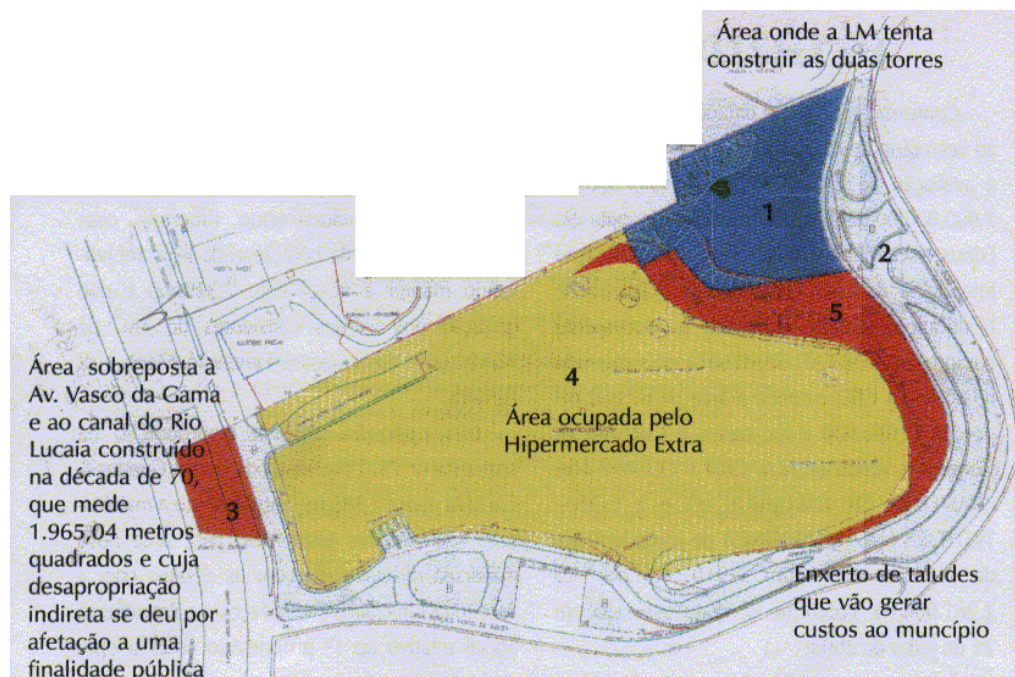 Área onde a LM tenta
construir as duas torres
1
2
5
4
Área ocupada pelo
Hipermercado Extra
Área sobreposta à
Av. Vasco da Gama
e ao canal do Rio
Lucaia construído
na década de 70,
que mede
1.965,04 metros
quadrados e cuja
desapropriação
indireta se deu por
afetação a uma
finalidade pública
3
Enxerto de taludes
que vão gerar
custos ao muncípio